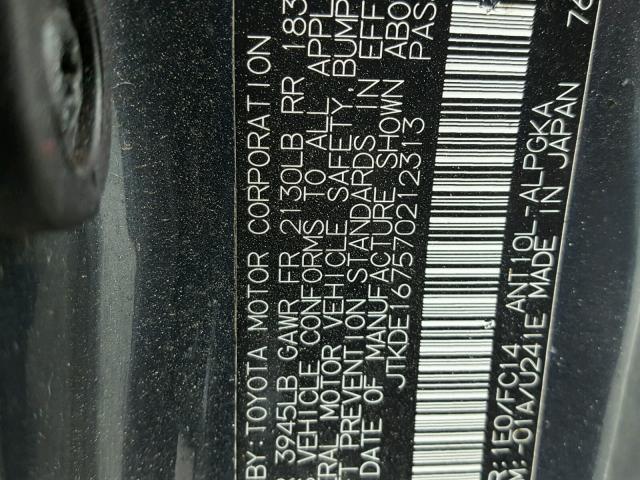 BY: TOYOTA MOTOR CORPORATION
3945LB GAWR FR 2130LB RR 183
VEHICLE CONFORMS TO ALL APPL
ERAL MOTOR VEHICLE SAFETY, BUMP
T PREVENTION STANDARDS IN EFF
DATE OF MANUFACTURE SHOWN ABO
JTKDE167570212313 PAS
R: 1E0/FC14 ANT10L-ALPGKA 76
M: -01A/U241E MADE IN JAPAN